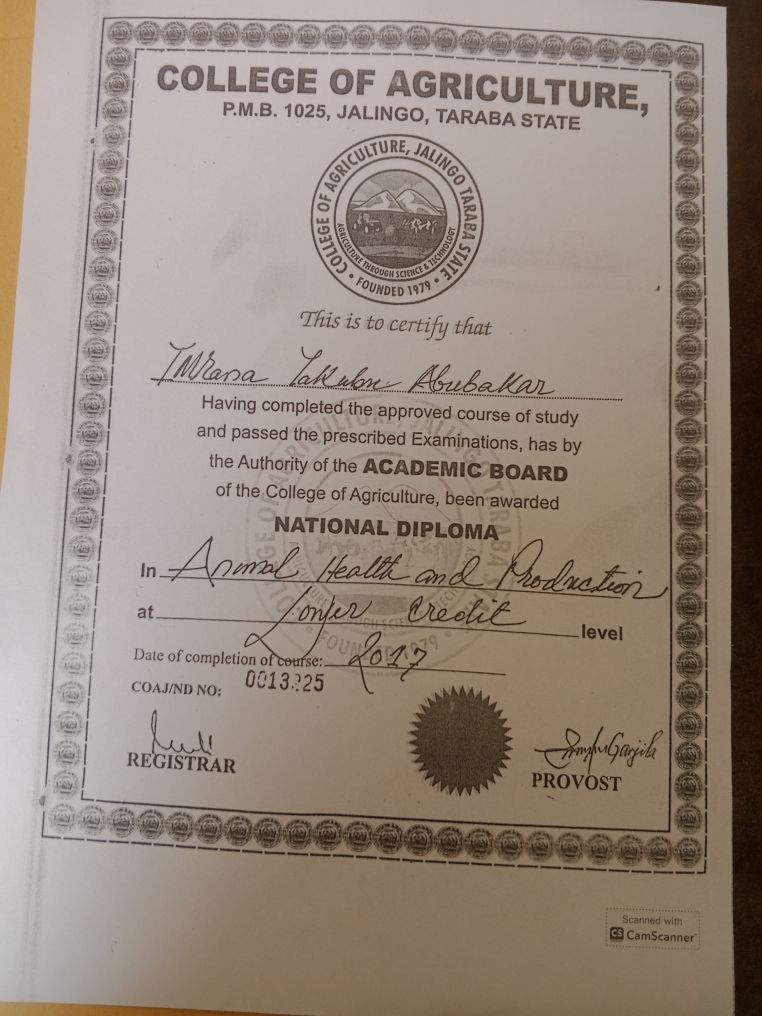 COLLEGE OF AGRICULTURE,
P.M.B. 1025, JALINGO, TARABA STATE
COLLEGE OF AGRICULTURE, JALINGO TARABA STATE
AGRICULTURE THROUGH SCIENCE & TECHNOLOGY
• FOUNDED 1979 •
This is to certify that
Imrana Yakubu Abubakar
Having completed the approved course of study
and passed the prescribed Examinations, has by
the Authority of the ACADEMIC BOARD
of the College of Agriculture, been awarded
NATIONAL DIPLOMA
In Animal Health and Production
at Lower Credit level
Date of completion of course: 2017
COAJ/ND NO:
REGISTRAR
PROVOST
Scanned with
CS CamScanner